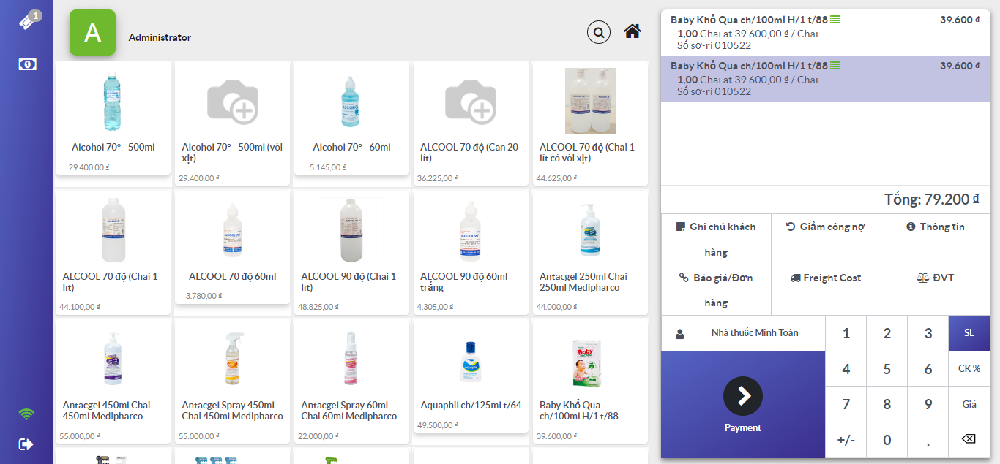 1
A
Administrator
Alcohol 70° - 500ml
29.400,00 ₫
Alcohol 70° - 500ml (vòi
xịt)
29.400,00 ₫
Alcohol 70° - 60ml
5.145,00 ₫
ALCOOL 70 độ (Can 20
lít)
36.225,00 ₫
ALCOOL 70 độ (Chai 1
lít có vòi xịt)
44.625,00 ₫
ALCOOL 70 độ (Chai 1
lít)
44.100,00 ₫
ALCOOL 70 độ 60ml
3.780,00 ₫
ALCOOL 90 độ (Chai 1
lít)
48.825,00 ₫
ALCOOL 90 độ 60ml
trắng
4.305,00 ₫
Antacgel 250ml Chai
250ml Medipharco
44.000,00 ₫
Antacgel 450ml Chai
450ml Medipharco
55.000,00 ₫
Antacgel Spray 450ml
Chai 450ml Medipharco
55.000,00 ₫
Antacgel Spray 60ml
Chai 60ml Medipharco
22.000,00 ₫
Aquaphil ch/125ml t/64
49.500,00 ₫
Baby Khổ Qua
ch/100ml H/1 t/88
39.600,00 ₫
Baby Khổ Qua ch/100ml H/1 t/88 39.600 ₫
1,00 Chai at 39.600,00 ₫ / Chai
Số sơ-ri 010522
Baby Khổ Qua ch/100ml H/1 t/88 39.600 ₫
1,00 Chai at 39.600,00 ₫ / Chai
Số sơ-ri 010522
Tổng: 79.200 ₫
Ghi chú khách
hàng
Giảm công nợ
Thông tin
Báo giá/Đơn
hàng
Freight Cost
ĐVT
Nhà thuốc Minh Toàn
1 2 3 SL
4 5 6 CK %
7 8 9 Giá
+/- 0 ,
Payment